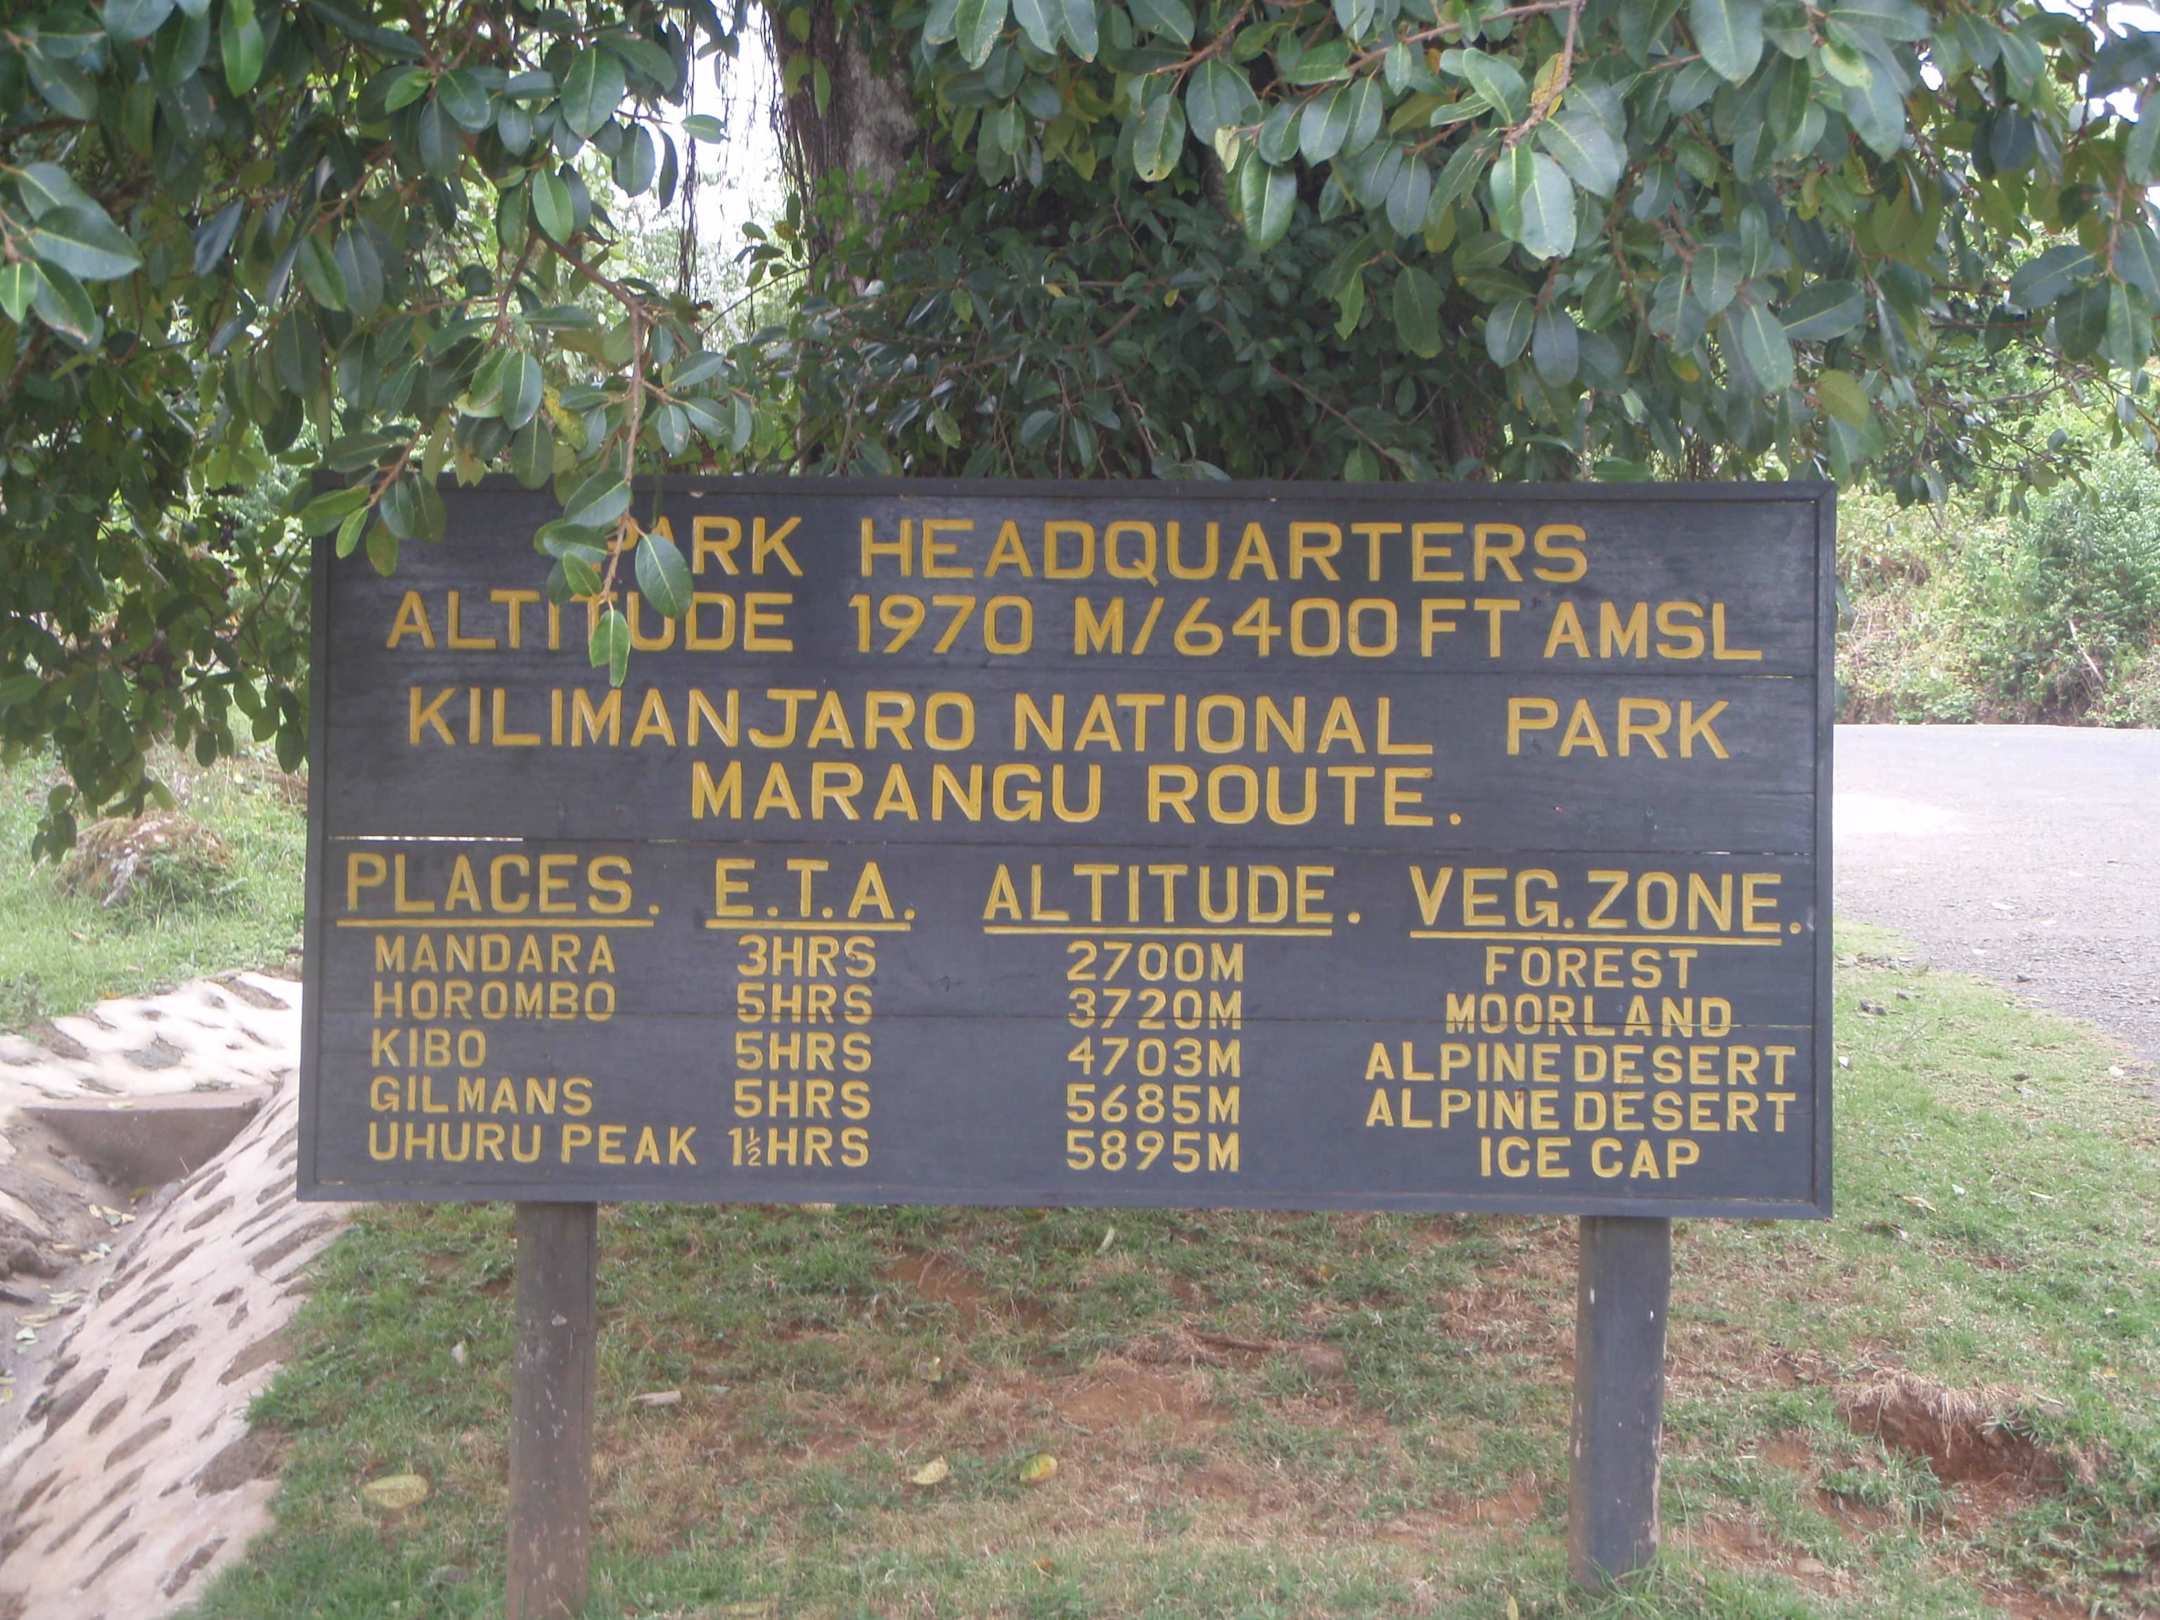 PARK HEADQUARTERS
ALTITUDE 1970 M/6400 FT AMSL
KILIMANJARO NATIONAL PARK
MARANGU ROUTE.
PLACES. E.T.A. ALTITUDE. VEG.ZONE.
MANDARA 3HRS 2700M FOREST
HOROMBO 5HRS 3720M MOORLAND
KIBO 5HRS 4703M ALPINE DESERT
GILMANS 5HRS 5685M ALPINE DESERT
UHURU PEAK 1½HRS 5895M ICE CAP